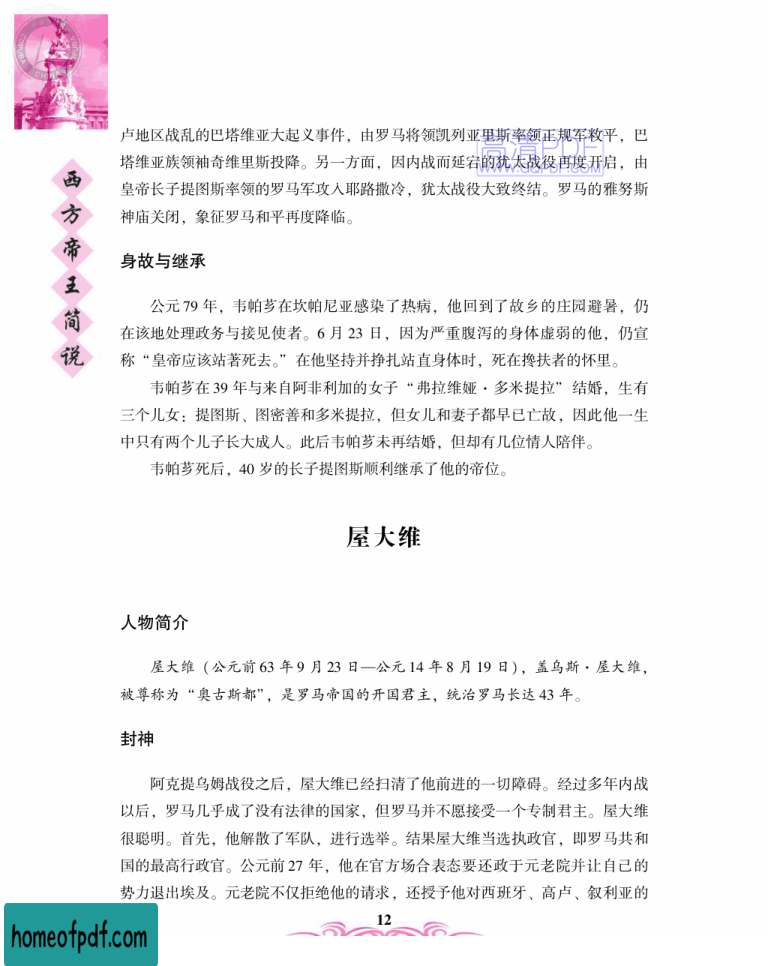 卢地区战乱的巴塔维亚大起义事件，由罗马将领凯列亚里斯率领正规军敉平，巴
塔维亚族领袖奇维里斯投降。另一方面，因内战而延宕的犹太战役再度开启，由
皇帝长子提图斯率领的罗马军攻入耶路撒冷，犹太战役大致终结。罗马的雅努斯
神庙关闭，象征罗马和平再度降临。
高清PDF
www.GQPDF.com
西方帝王简说
身故与继承
公元 79 年，韦帕芗在坎帕尼亚感染了热病，他回到了故乡的庄园避暑，仍
在该地处理政务与接见使者。6 月 23 日，因为严重腹泻的身体虚弱的他，仍宣
称“皇帝应该站著死去。”在他坚持并挣扎站直身体时，死在搀扶者的怀里。
韦帕芗在 39 年与来自阿非利加的女子“弗拉维娅·多米提拉”结婚，生有
三个儿女：提图斯、图密善和多米提拉，但女儿和妻子都早已亡故，因此他一生
中只有两个儿子长大成人。此后韦帕芗未再结婚，但却有几位情人陪伴。
韦帕芗死后，40 岁的长子提图斯顺利继承了他的帝位。
屋大维
人物简介
屋大维（公元前 63 年 9 月 23 日—公元 14 年 8 月 19 日），盖乌斯·屋大维，
被尊称为“奥古斯都”，是罗马帝国的开国君主，统治罗马长达 43 年。
封神
阿克提乌姆战役之后，屋大维已经扫清了他前进的一切障碍。经过多年内战
以后，罗马几乎成了没有法律的国家，但罗马并不愿接受一个专制君主。屋大维
很聪明。首先，他解散了军队，进行选举。结果屋大维当选执政官，即罗马共和
国的最高行政官。公元前 27 年，他在官方场合表态要还政于元老院并让自己的
势力退出埃及。元老院不仅拒绝他的请求，还授予他对西班牙、高卢、叙利亚的
12
homeofpdf.com